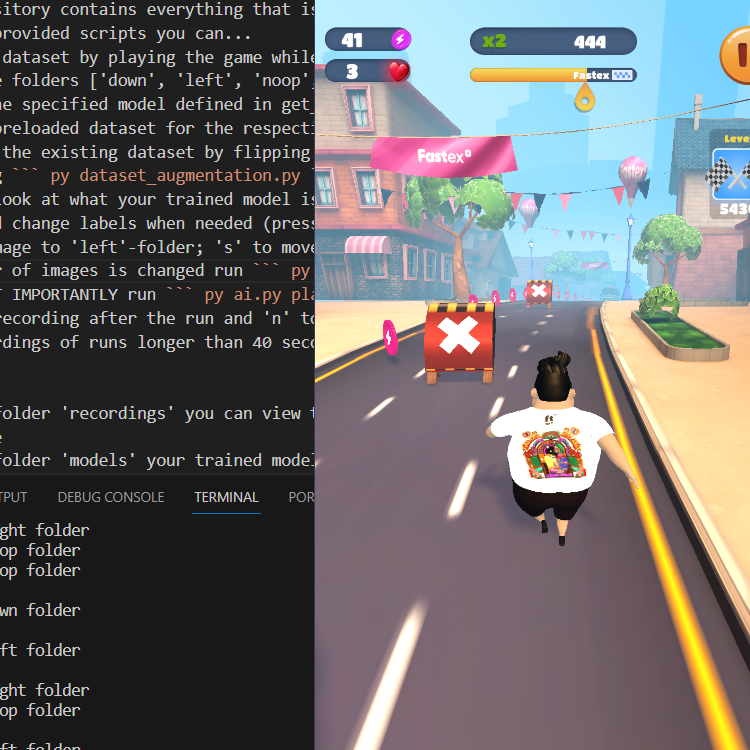 sitory contains everything that is
provided scripts you can...
dataset by playing the game while
e folders ['down', 'left', 'noop',
he specified model defined in get_
preloaded dataset for the respecti
the existing dataset by flipping
g ``` py dataset_augmentation.py
look at what your trained model is
d change labels when needed (press
mage to 'left'-folder; 's' to move
r of images is changed run ``` py
T IMPORTANTLY run ``` py ai.py pla
recording after the run and 'n' to
rdings of runs longer than 40 seco
folder 'recordings' you can view t
e
folder 'models' your trained model
TPUT DEBUG CONSOLE TERMINAL POR
ght folder
op folder
op folder
wn folder
ft folder
ght folder
op folder
ft folder
41
3
x2 444
Fastex
Fastex
Level
543